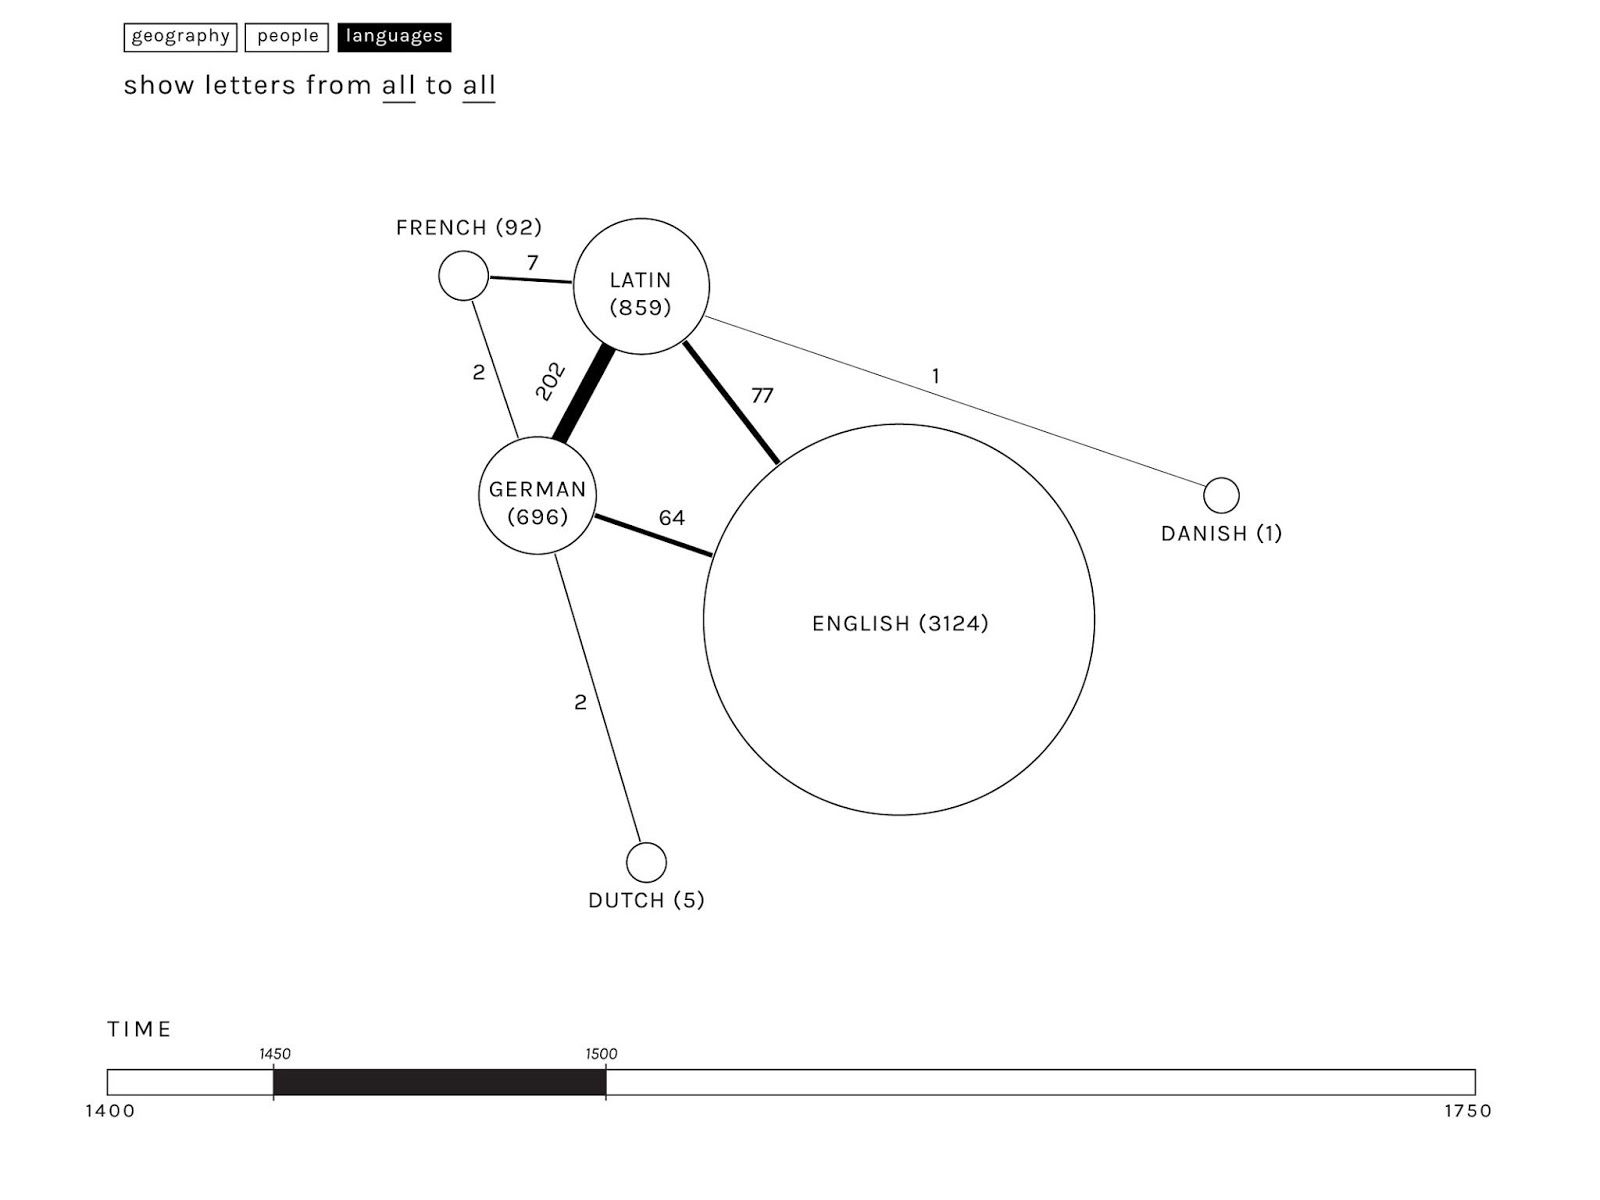 geography people languages
show letters from all to all
FRENCH (92)
7
LATIN
(859)
2
202
77
1
GERMAN
(696)
64
DANISH (1)
ENGLISH (3124)
2
DUTCH (5)
TIME
1450 1500
1400 1750